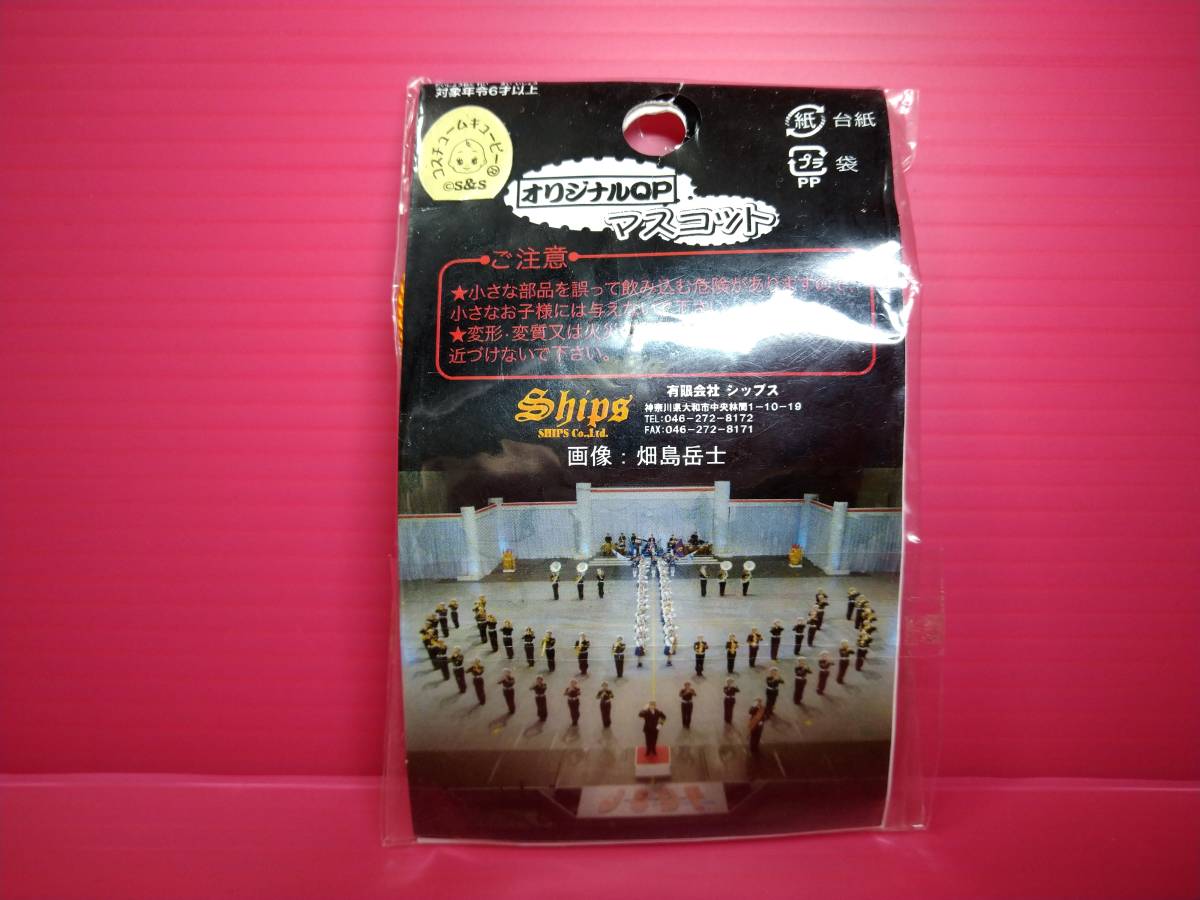 対象年令6才以上
コスチュームキューピー®
©S&S
紙 台紙
プラ 袋
PP
オリジナルQP
マスコット
ご注意
★小さな部品を誤って飲み込む危険がありますので、
小さなお子様には与えないで下さい
★変形・変質又は火災
近づけないで下さい。
Ships
SHIPS Co.,Ltd.
有限会社 シップス
神奈川県大和市中央林間1-10-19
TEL:046-272-8172
FAX:046-272-8171
画像：畑島岳士